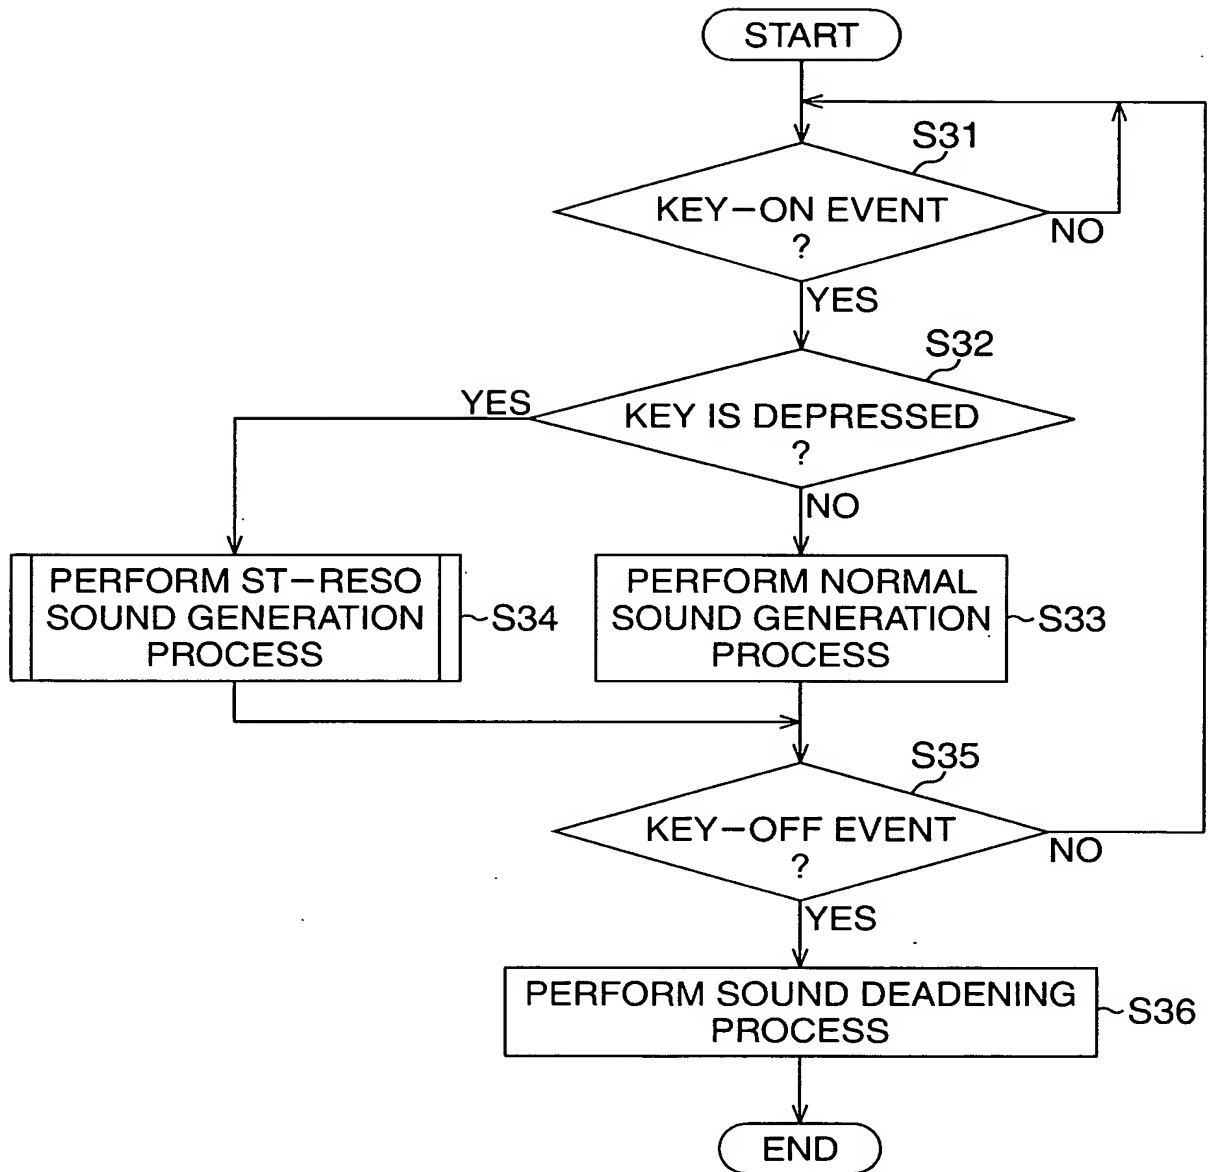 START
S31
KEY-ON EVENT
?
NO
YES
S32
YES
KEY IS DEPRESSED
?
NO
PERFORM ST-RESO
SOUND GENERATION
PROCESS
S34
PERFORM NORMAL
SOUND GENERATION
PROCESS
S33
S35
KEY-OFF EVENT
?
NO
YES
PERFORM SOUND DEADENING
PROCESS
S36
END